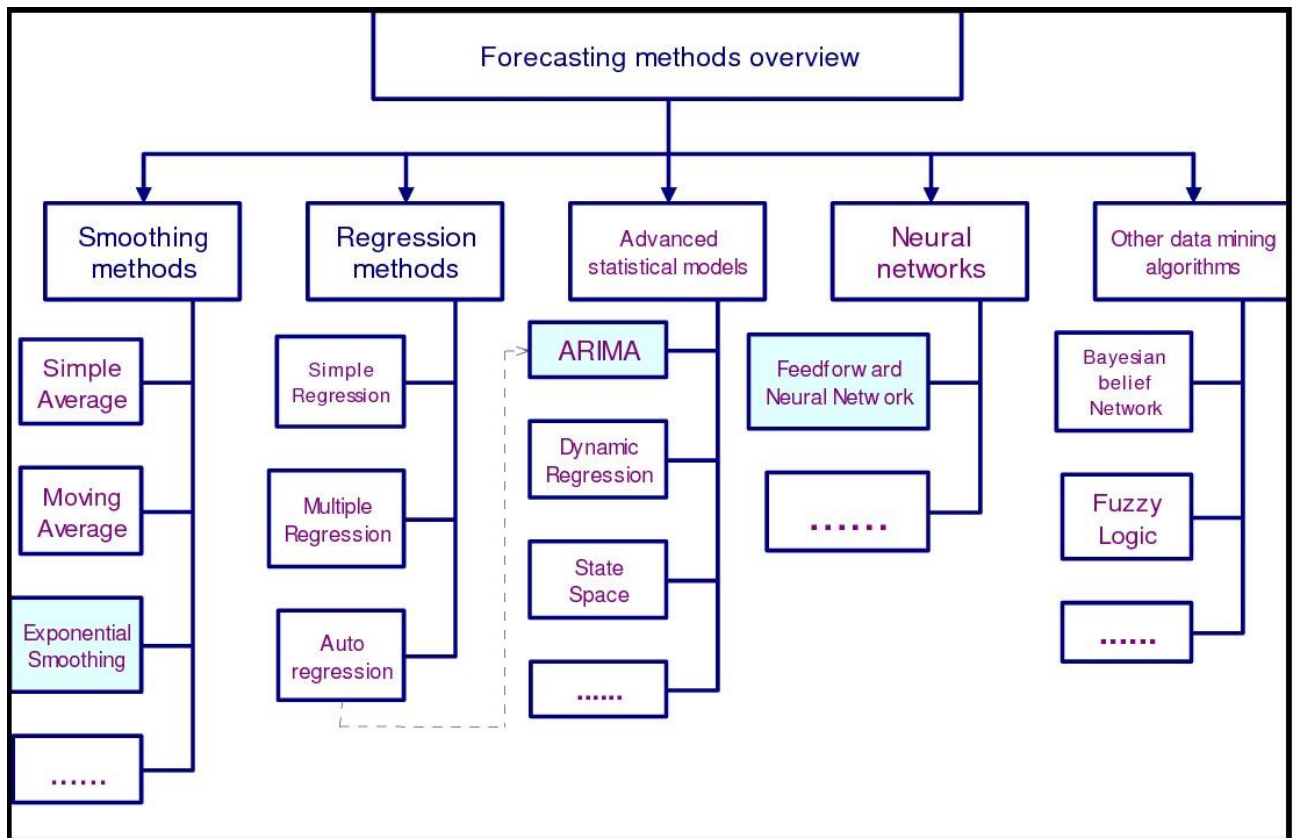 Forecasting methods overview
Smoothing
methods
Simple
Average
Moving
Average
Exponential
Smoothing
......
Regression
methods
Simple
Regression
Multiple
Regression
Auto
regression
Advanced
statistical models
ARIMA
Dynamic
Regression
State
Space
......
Neural
networks
Feedforward
Neural Network
......
Other data mining
algorithms
Bayesian
belief
Network
Fuzzy
Logic
......